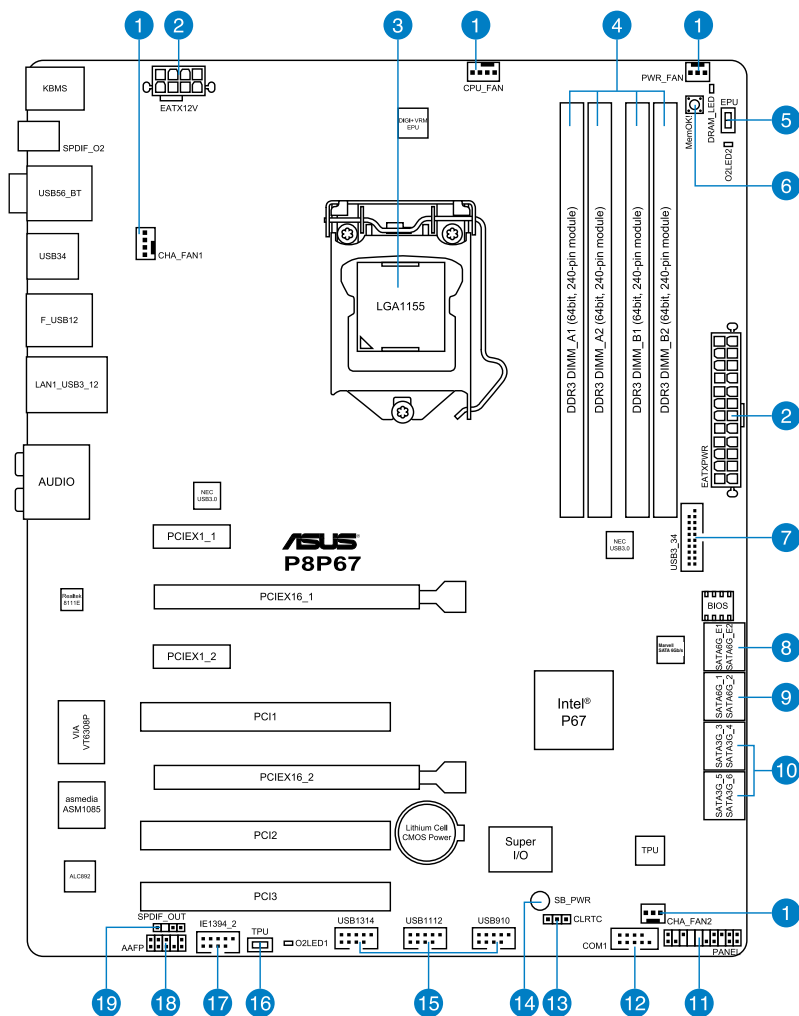 1
2
3
1
4
1
KBMS
EATX12V
CPU_FAN
PWR_FAN
SPDIF_O2
DIGI+VRM
EPU
MemOK!
DRAM_LED
EPU
5
O2LED2
6
USB56_BT
1
CHA_FAN1
USB34
F_USB12
LAN1_USB3_12
AUDIO
LGA1155
DDR3 DIMM_A1 (64bit, 240-pin module)
DDR3 DIMM_A2 (64bit, 240-pin module)
DDR3 DIMM_B1 (64bit, 240-pin module)
DDR3 DIMM_B2 (64bit, 240-pin module)
EATXPWR
2
NEC
USB3.0
PCIEX1_1
ASUS
P8P67
NEC
USB3.0
USB3_34
7
Realtek
8111E
PCIEX16_1
BIOS
PCIEX1_2
Marvell
SATA 6Gb/s
SATA6G_E1
SATA6G_E2
8
SATA6G_1
SATA6G_2
9
VIA
VT6308P
PCI1
Intel®
P67
SATA3G_3
SATA3G_4
10
SATA3G_5
SATA3G_6
asmedia
ASM1085
PCIEX16_2
Lithium Cell
CMOS Power
PCI2
Super
I/O
TPU
ALC892
PCI3
SB_PWR
CLRTC
CHA_FAN2
1
SPDIF_OUT
AAFP
IE1394_2
TPU
O2LED1
USB1314
USB1112
USB910
COM1
PANEL
19
18
17
16
15
14
13
12
11